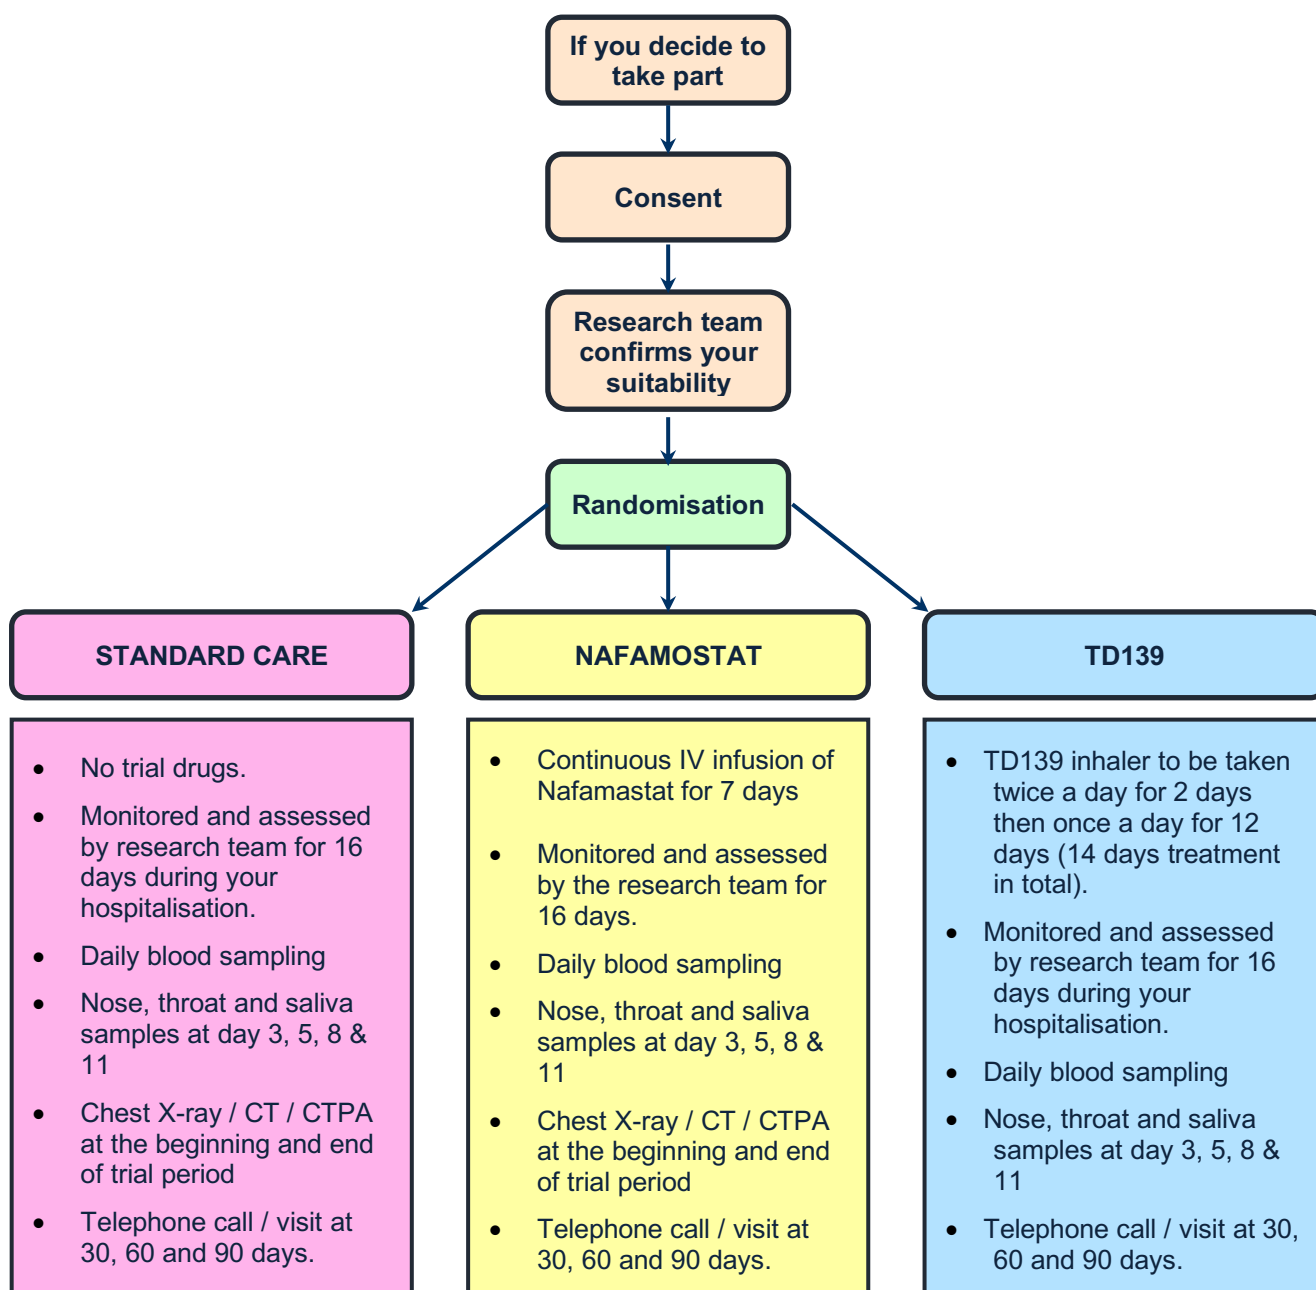 If you decide to
take part
Consent
Research team
confirms your
suitability
Randomisation
STANDARD CARE
• No trial drugs.
• Monitored and assessed
by research team for 16
days during your
hospitalisation.
• Daily blood sampling
• Nose, throat and saliva
samples at day 3, 5, 8 &
11
• Chest X-ray / CT / CTPA
at the beginning and end
of trial period
• Telephone call / visit at
30, 60 and 90 days.
NAFAMOSTAT
• Continuous IV infusion of
Nafamastat for 7 days
• Monitored and assessed
by the research team for
16 days.
• Daily blood sampling
• Nose, throat and saliva
samples at day 3, 5, 8 &
11
• Chest X-ray / CT / CTPA
at the beginning and end
of trial period
• Telephone call / visit at
30, 60 and 90 days.
TD139
• TD139 inhaler to be taken
twice a day for 2 days
then once a day for 12
days (14 days treatment
in total).
• Monitored and assessed
by research team for 16
days during your
hospitalisation.
• Daily blood sampling
• Nose, throat and saliva
samples at day 3, 5, 8 &
11
• Telephone call / visit at 30,
60 and 90 days.